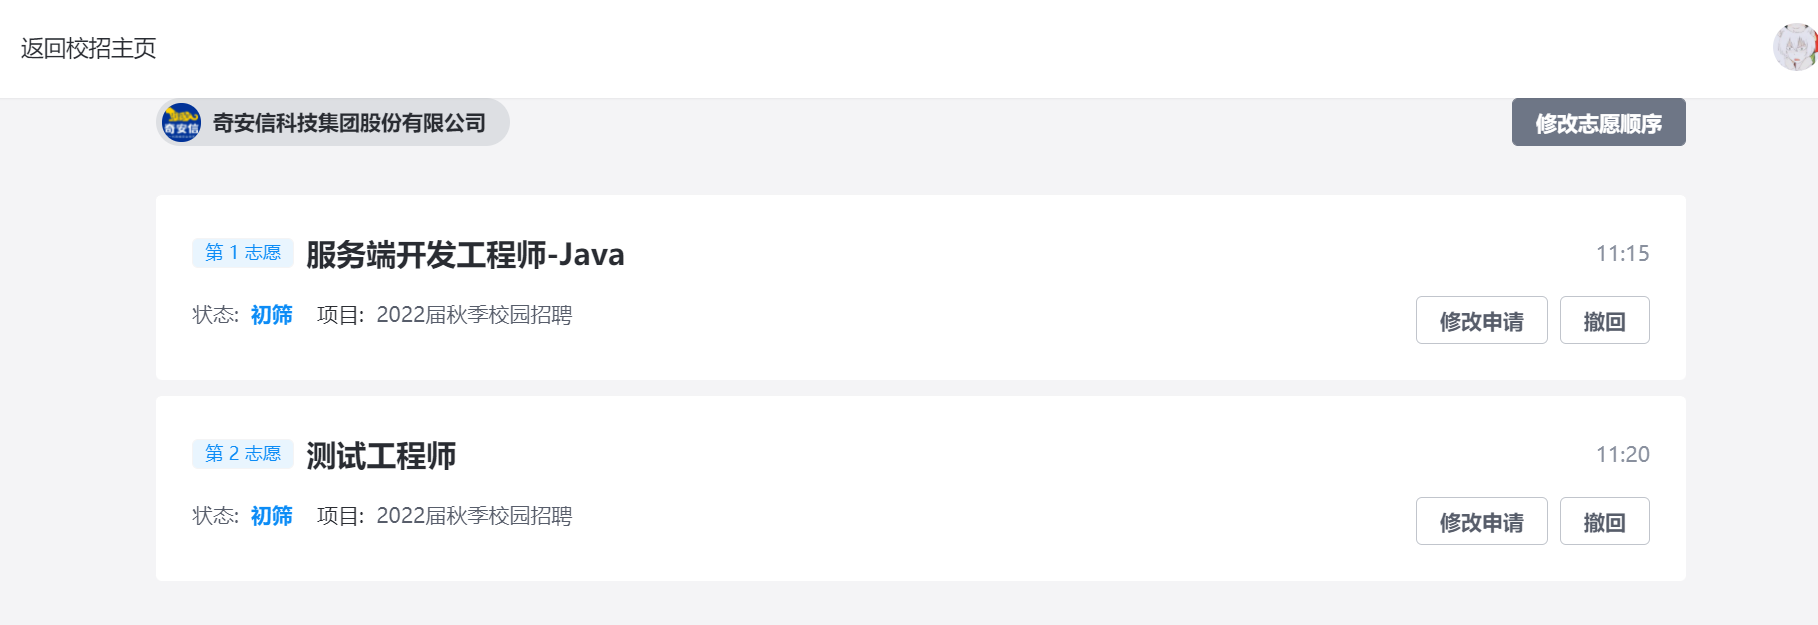 返回校招主页
奇安信
奇安信科技集团股份有限公司
修改志愿顺序
第 1 志愿 服务端开发工程师-Java 11:15
状态: 初筛 项目: 2022届秋季校园招聘 修改申请 撤回
第 2 志愿 测试工程师 11:20
状态: 初筛 项目: 2022届秋季校园招聘 修改申请 撤回